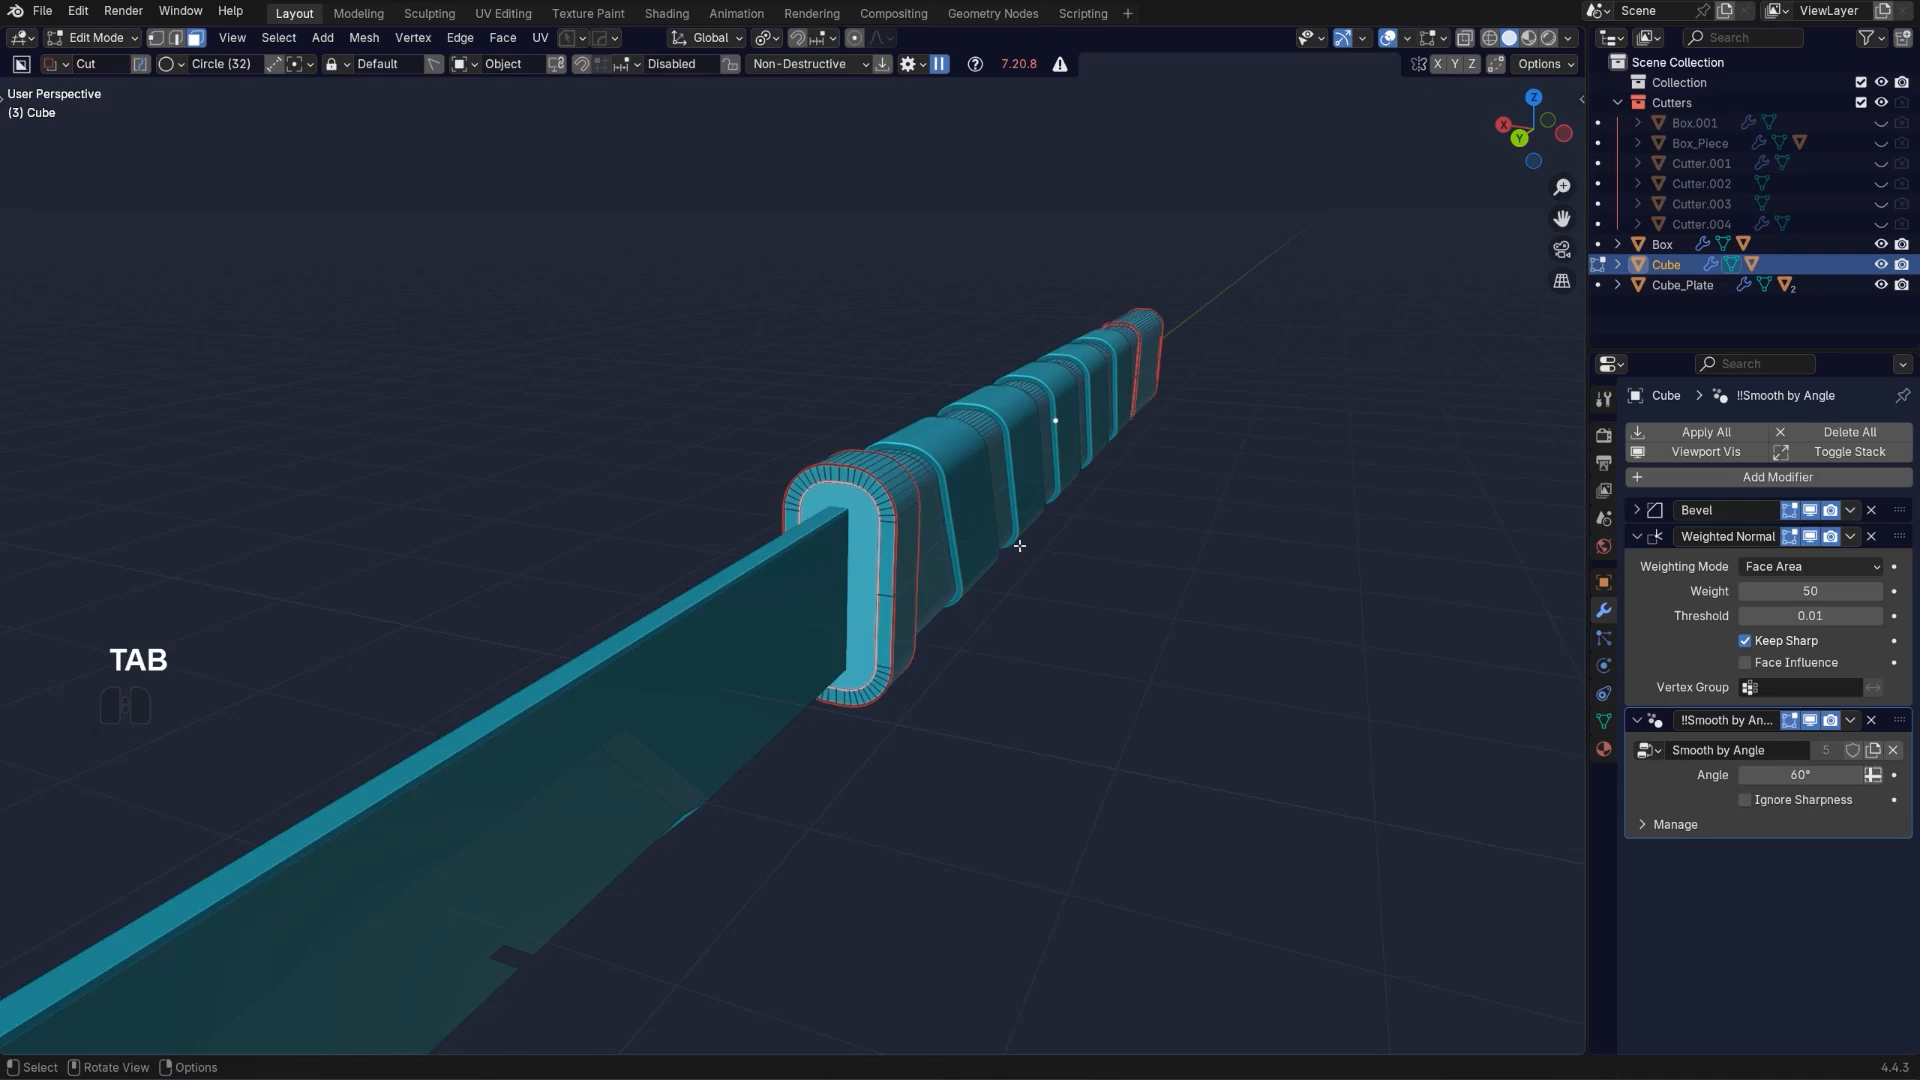 File Edit Render Window Help Layout Modeling Sculpting UV Editing Texture Paint Shading Animation Rendering Compositing Geometry Nodes Scripting + Scene ViewLayer
Edit Mode View Select Add Mesh Vertex Edge Face UV Global Search
Cut Circle (32) Default Object Disabled Non-Destructive 7.20.8 X Y Z Options
User Perspective
(3) Cube
Z
X
Y
Scene Collection
Collection
Cutters
Box.001
Box_Piece
Cutter.001
Cutter.002
Cutter.003
Cutter.004
Box
Cube
Cube_Plate 2
Search
Cube > !!Smooth by Angle
Apply All Delete All
Viewport Vis Toggle Stack
Add Modifier
Bevel
Weighted Normal
Weighting Mode Face Area
Weight 50
Threshold 0.01
Keep Sharp
Face Influence
Vertex Group
!!Smooth by An...
Smooth by Angle 5
Angle 60°
Ignore Sharpness
Manage
TAB
Select Rotate View Options 4.4.3